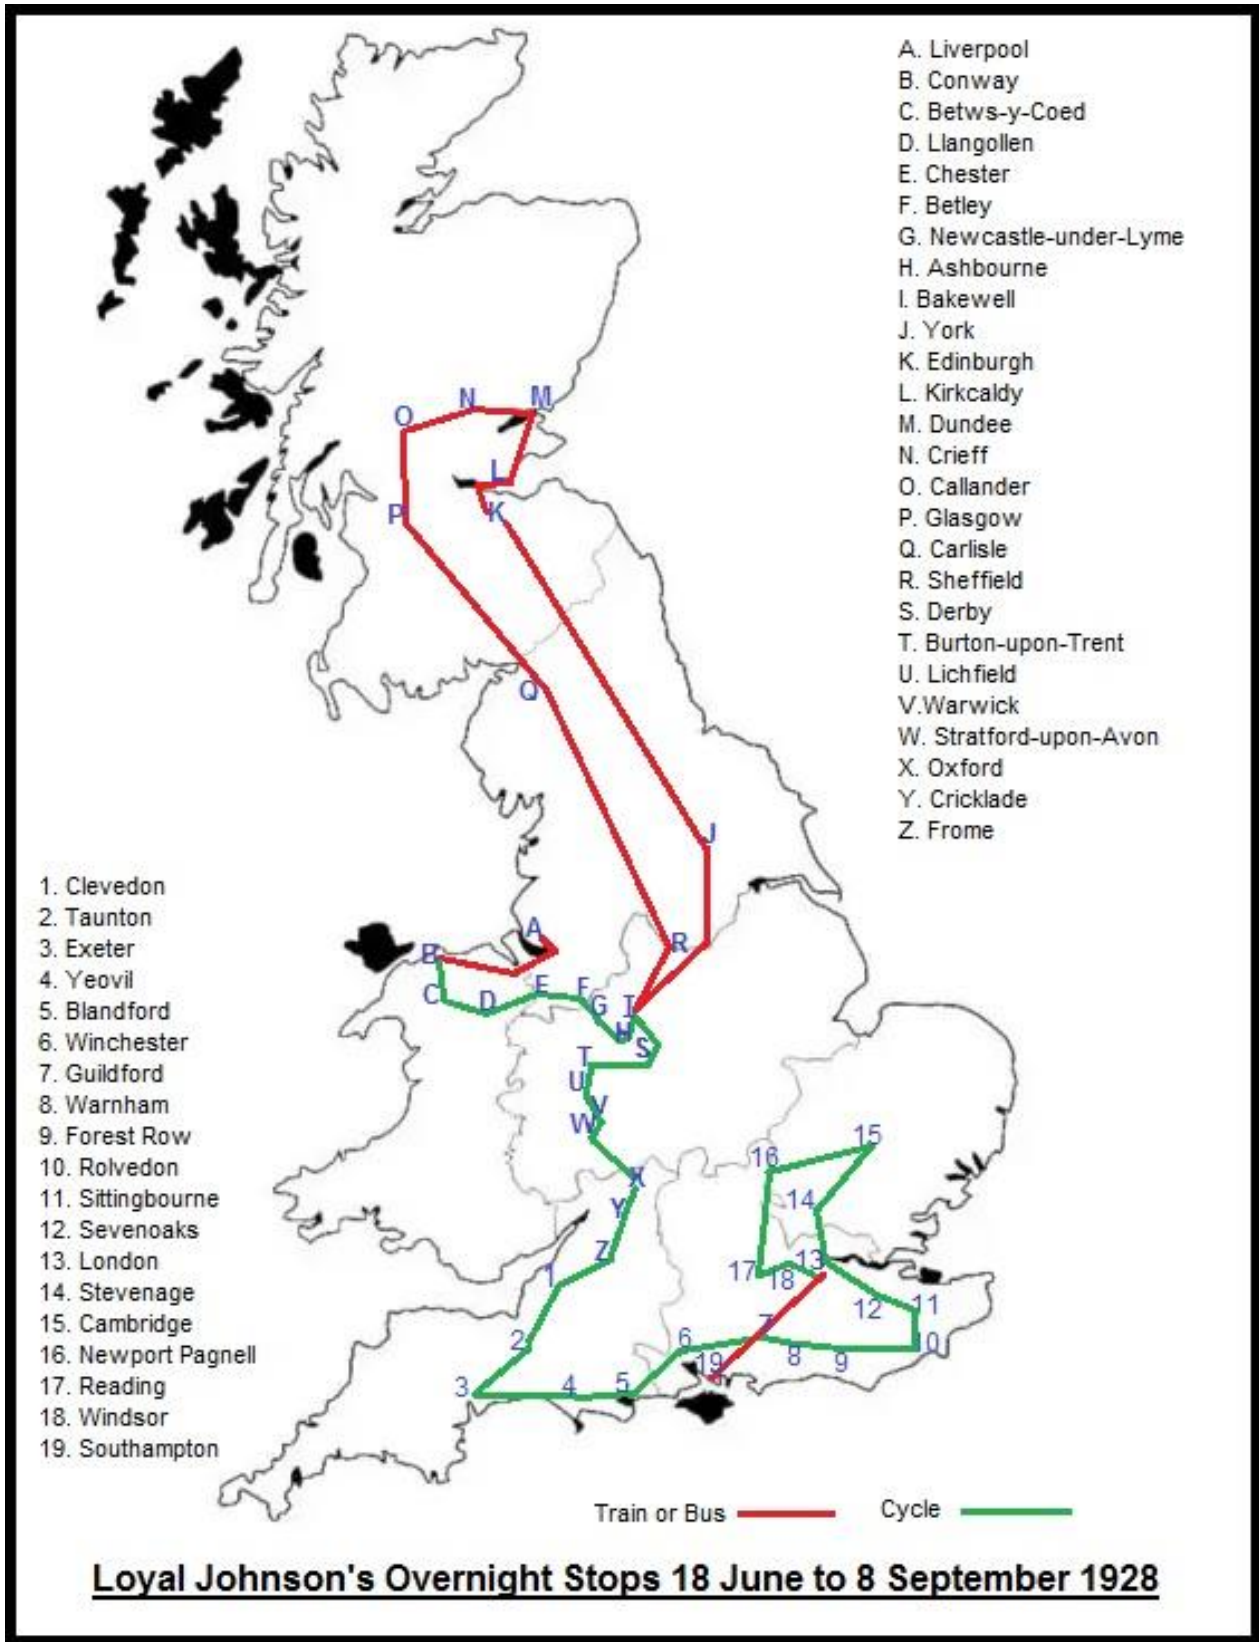 A. Liverpool
B. Conway
C. Betws-y-Coed
D. Llangollen
E. Chester
F. Betley
G. Newcastle-under-Lyme
H. Ashbourne
I. Bakewell
J. York
K. Edinburgh
L. Kirkcaldy
M. Dundee
N. Crieff
O. Callander
P. Glasgow
Q. Carlisle
R. Sheffield
S. Derby
T. Burton-upon-Trent
U. Lichfield
V.Warwick
W. Stratford-upon-Avon
X. Oxford
Y. Cricklade
Z. Frome
1. Clevedon
2. Taunton
3. Exeter
4. Yeovil
5. Blandford
6. Winchester
7. Guildford
8. Warnham
9. Forest Row
10. Rolvedon
11. Sittingbourne
12. Sevenoaks
13. London
14. Stevenage
15. Cambridge
16. Newport Pagnell
17. Reading
18. Windsor
19. Southampton
N
M
O
L
P
K
Q
J
A
R
B
E
F
C
D
G
I
H
S
T
U
V
W
15
16
X
14
Y
Z
13
1
17
18
12
11
7
2
6
8
9
10
19
3
4
5
Train or Bus
Cycle
Loyal Johnson's Overnight Stops 18 June to 8 September 1928